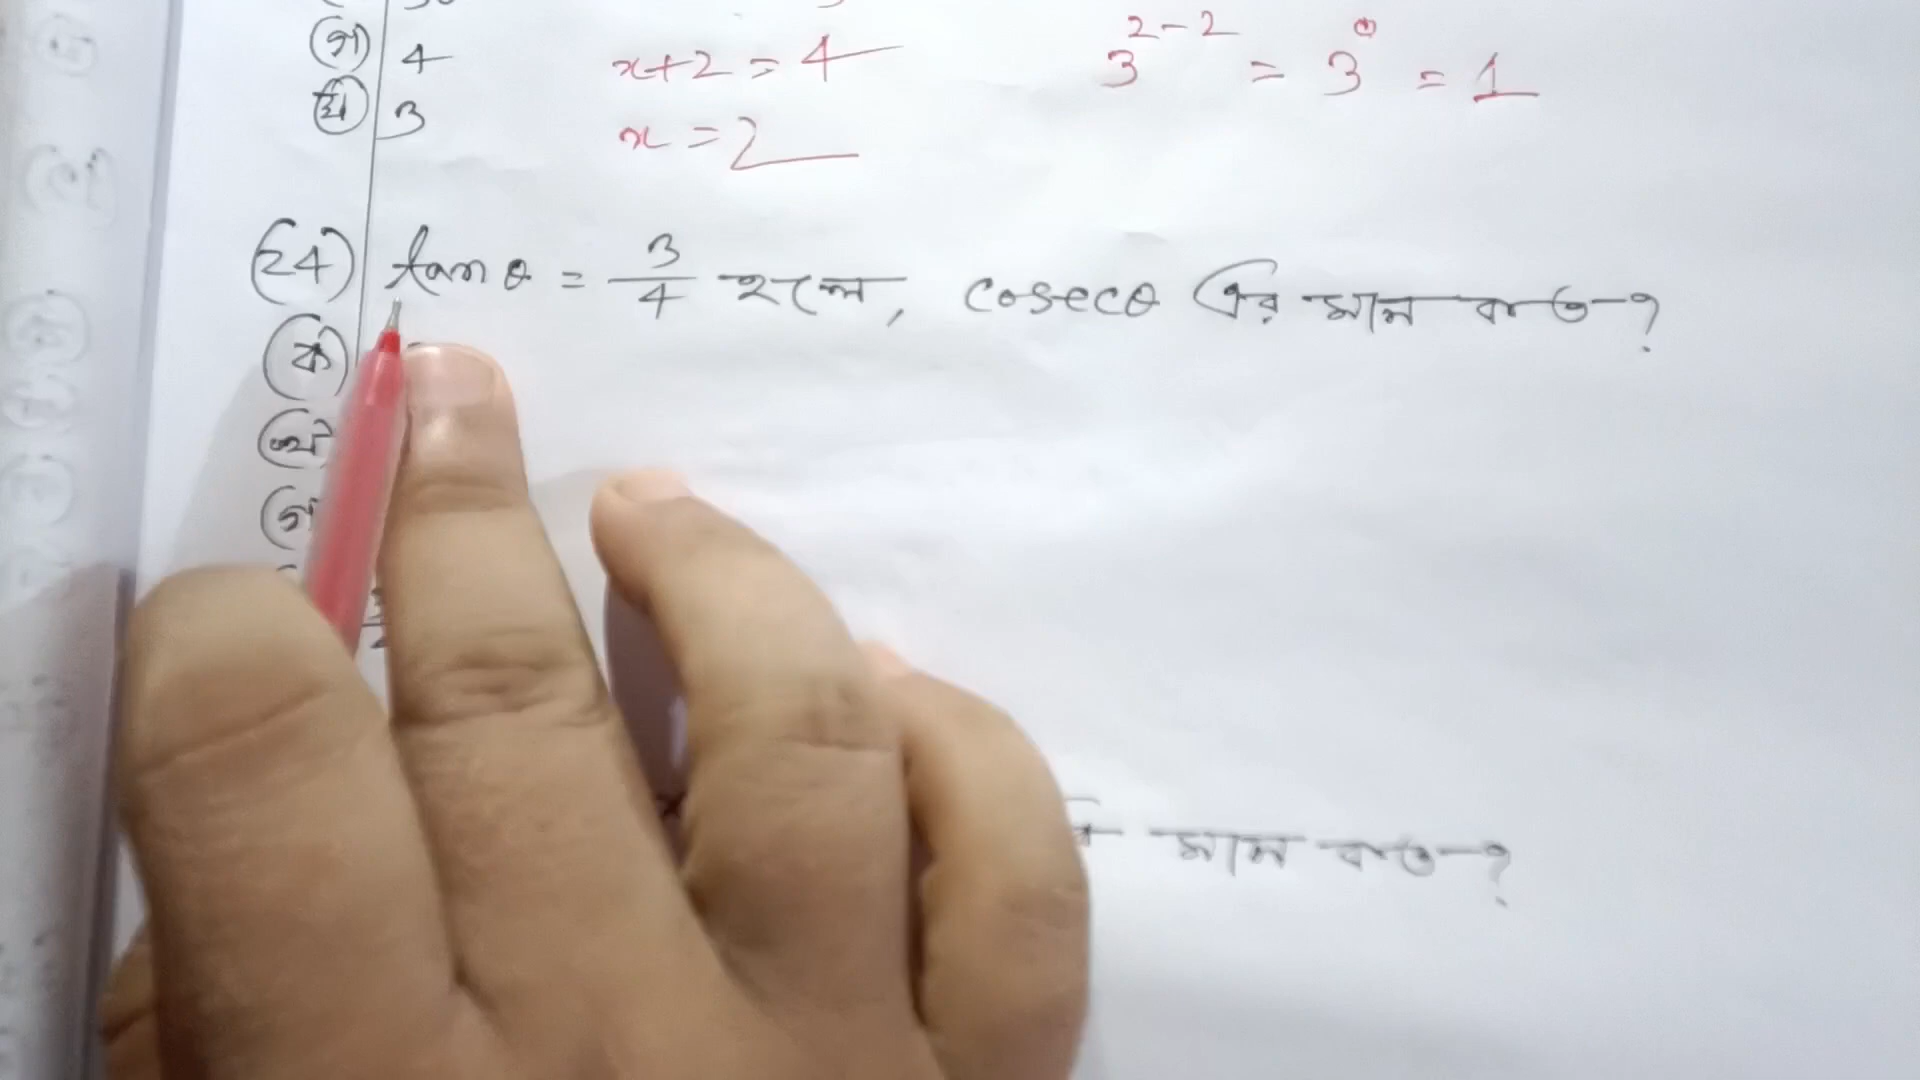 (গ) 4 x+2 = 4 3^{2-2} = 3^0 = 1
(ঘ) 3 x = 2
(24) tanθ = 3/4 হলে, cosecθ এর মান কত?
(ক)
(খ)
(গ)
মান কত?